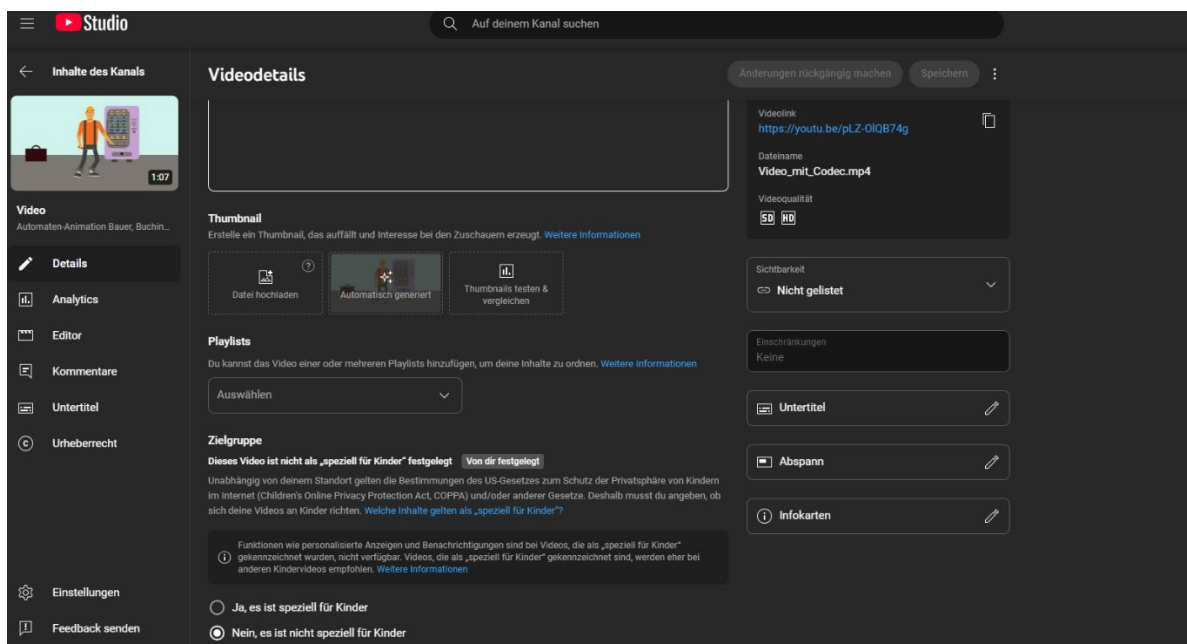 Studio
Auf deinem Kanal suchen
Inhalte des Kanals
1:07
Video
Automaten-Animation Bauer, Buchin...
Details
Analytics
Editor
Kommentare
Untertitel
Urheberrecht
Einstellungen
Feedback senden
Videodetails
Änderungen rückgängig machen
Speichern
Thumbnail
Erstelle ein Thumbnail, das auffällt und Interesse bei den Zuschauern erzeugt. Weitere Informationen
Datei hochladen
Automatisch generiert
Thumbnails testen &
vergleichen
Playlists
Du kannst das Video einer oder mehreren Playlists hinzufügen, um deine Inhalte zu ordnen. Weitere Informationen
Auswählen
Zielgruppe
Dieses Video ist nicht als „speziell für Kinder“ festgelegt Von dir festgelegt
Unabhängig von deinem Standort gelten die Bestimmungen des US-Gesetzes zum Schutz der Privatsphäre von Kindern
im Internet (Children's Online Privacy Protection Act, COPPA) und/oder anderer Gesetze. Deshalb musst du angeben, ob
sich deine Videos an Kinder richten. Welche Inhalte gelten als „speziell für Kinder“?
Funktionen wie personalisierte Anzeigen und Benachrichtigungen sind bei Videos, die als „speziell für Kinder“
gekennzeichnet wurden, nicht verfügbar. Videos, die als „speziell für Kinder“ gekennzeichnet sind, werden eher bei
anderen Kindervideos empfohlen. Weitere Informationen
Ja, es ist speziell für Kinder
Nein, es ist nicht speziell für Kinder
Videolink
https://youtu.be/pLZ-OlQB74g
Dateiname
Video_mit_Codec.mp4
Videoqualität
SD HD
Sichtbarkeit
Nicht gelistet
Einschränkungen
Keine
Untertitel
Abspann
Infokarten